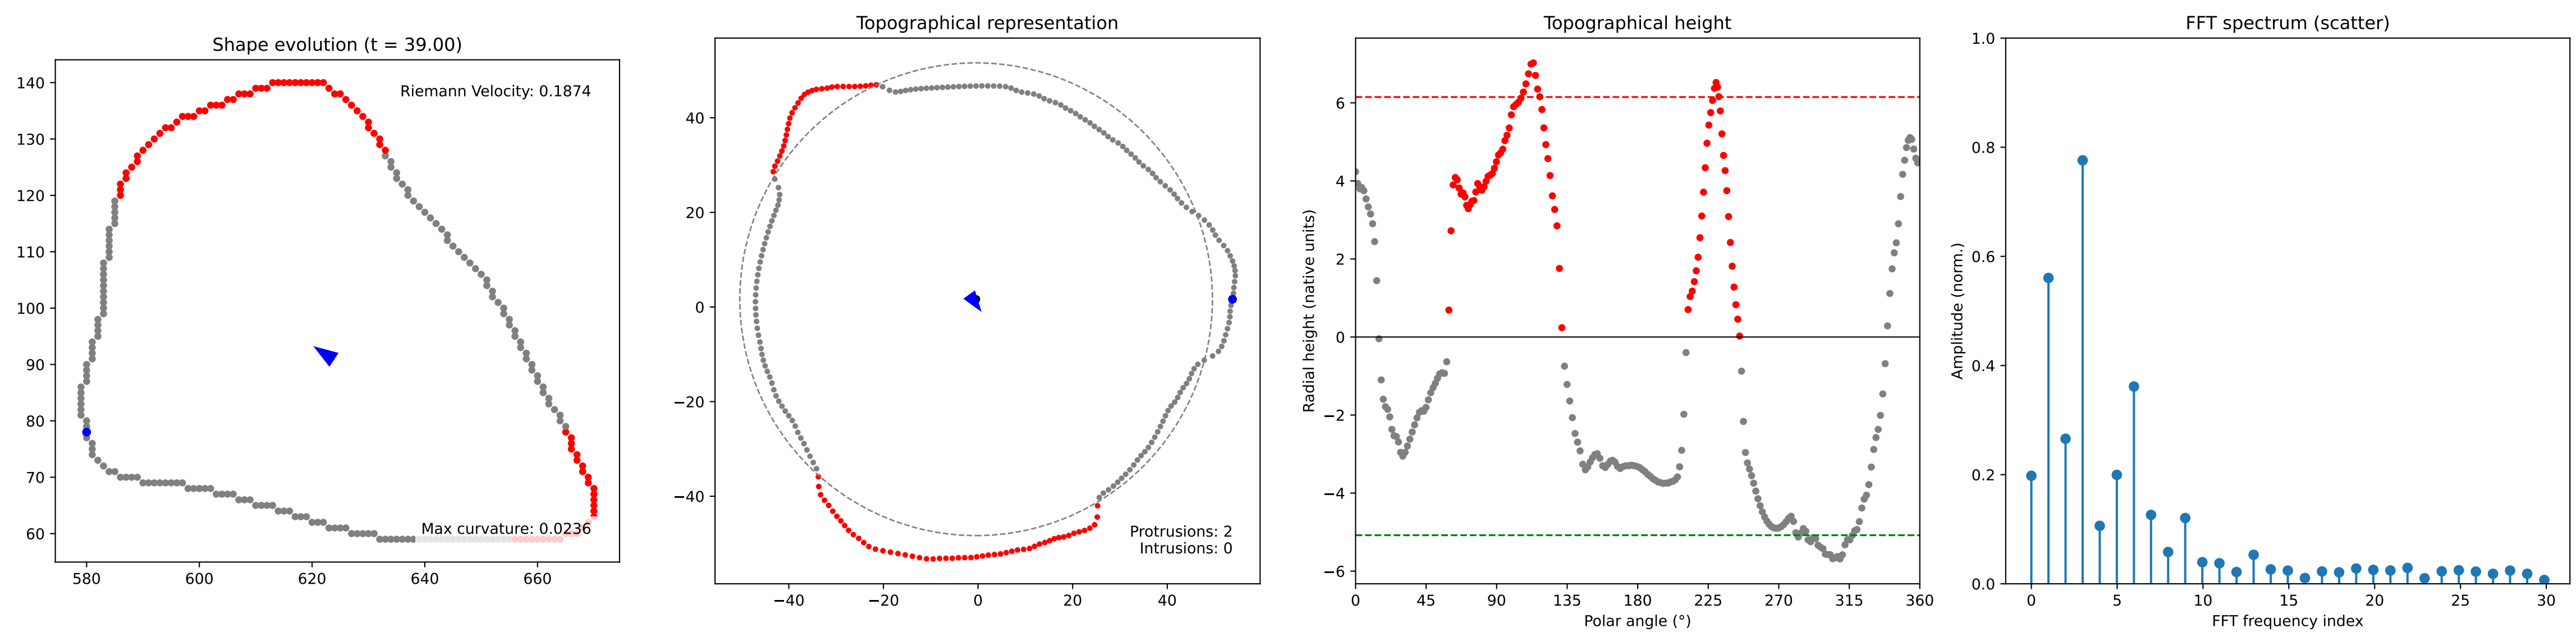 Shape evolution (t = 39.00)
Riemann Velocity: 0.1874
Max curvature: 0.0236
140
130
120
110
100
90
80
70
60
580 600 620 640 660
Topographical representation
40
20
0
−20
−40
−40 −20 0 20 40
Protrusions: 2
Intrusions: 0
Topographical height
Radial height (native units)
6
4
2
0
−2
−4
−6
0 45 90 135 180 225 270 315 360
Polar angle (°)
FFT spectrum (scatter)
Amplitude (norm.)
1.0
0.8
0.6
0.4
0.2
0.0
0 5 10 15 20 25 30
FFT frequency index